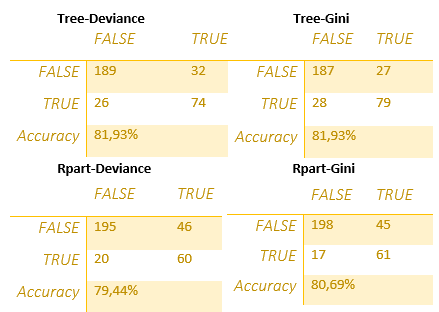 Tree-Deviance
FALSE TRUE
FALSE 189 32
TRUE 26 74
Accuracy 81,93%
Tree-Gini
FALSE TRUE
FALSE 187 27
TRUE 28 79
Accuracy 81,93%
Rpart-Deviance
FALSE TRUE
FALSE 195 46
TRUE 20 60
Accuracy 79,44%
Rpart-Gini
FALSE TRUE
FALSE 198 45
TRUE 17 61
Accuracy 80,69%